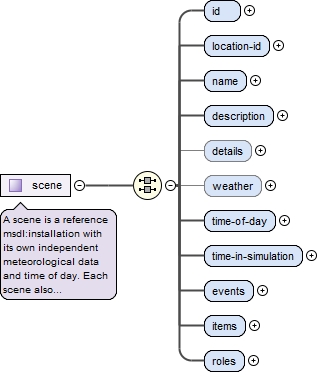 id
location-id
name
description
details
scene
weather
A scene is a reference
msdl:installation with
its own independent
meteorological data
and time of day. Each
scene also...
time-of-day
time-in-simulation
events
items
roles